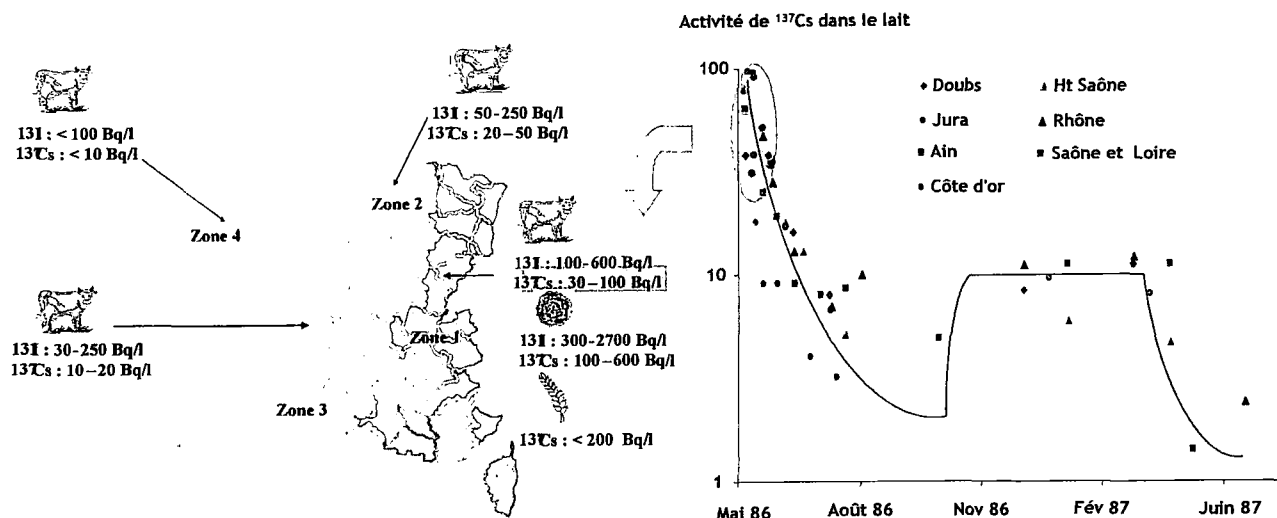 Activité de ¹³⁷Cs dans le lait
131I : < 100 Bq/l
137Cs : < 10 Bq/l
Zone 4
131I : 50-250 Bq/l
137Cs : 20–50 Bq/l
Zone 2
131I : 100-600 Bq/l
137Cs : 30–100 Bq/l
131I : 30-250 Bq/l
137Cs : 10–20 Bq/l
Zone 1
131I : 300-2700 Bq/l
137Cs : 100–600 Bq/l
Zone 3
137Cs : < 200 Bq/l
100
10
1
Doubs
Jura
Ain
Côte d'or
Ht Saône
Rhône
Saône et Loire
Mai 86
Août 86
Nov 86
Fév 87
Juin 87